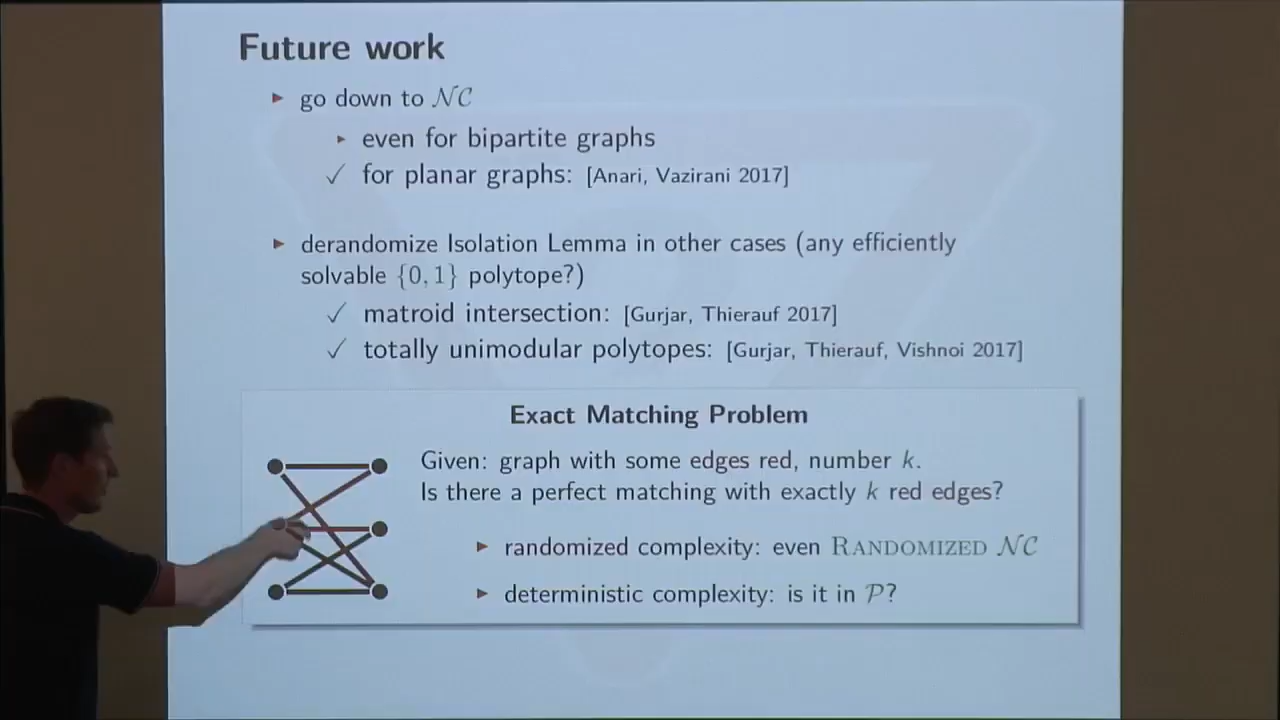 Future work
▸ go down to NC
▸ even for bipartite graphs
✓ for planar graphs: [Anari, Vazirani 2017]
▸ derandomize Isolation Lemma in other cases (any efficiently
solvable {0, 1} polytope?)
✓ matroid intersection: [Gurjar, Thierauf 2017]
✓ totally unimodular polytopes: [Gurjar, Thierauf, Vishnoi 2017]
Exact Matching Problem
Given: graph with some edges red, number k.
Is there a perfect matching with exactly k red edges?
▸ randomized complexity: even RANDOMIZED NC
▸ deterministic complexity: is it in P?